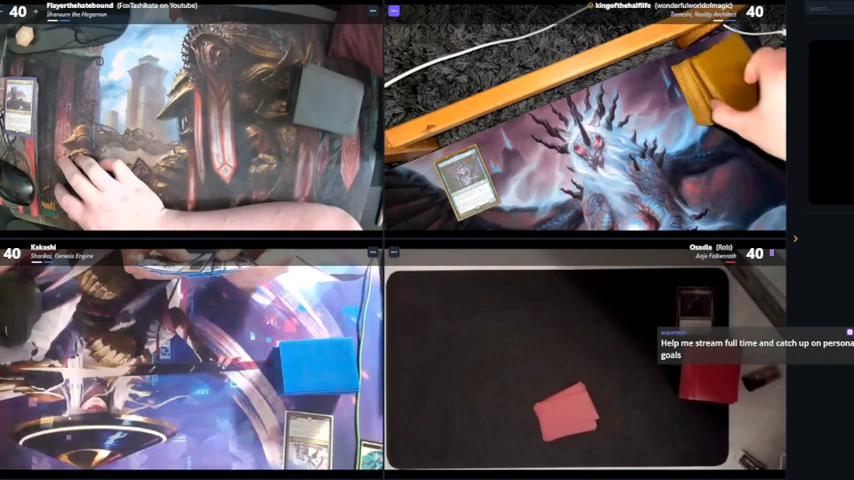 40
Flayerthehatebound (FoxTashikata on Youtube)
Sharuum the Hegemon
kingofthehalflife (wonderfulworldofmagic)
Tameshi, Reality Architect
40
Search...
40
Kakashi
Shorikai, Genesis Engine
Osadia (Rob)
Anje Falkenrath
40
Help me stream full time and catch up on persona
goals